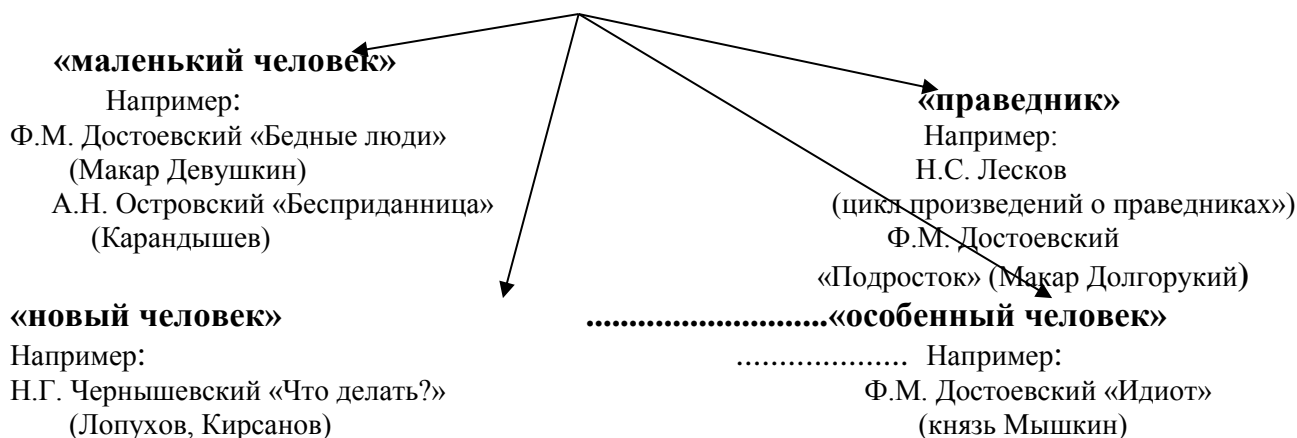 «маленький человек»
Например:
Ф.М. Достоевский «Бедные люди»
(Макар Девушкин)
А.Н. Островский «Бесприданница»
(Карандышев)
«праведник»
Например:
Н.С. Лесков
(цикл произведений о праведниках»)
Ф.М. Достоевский
«Подросток» (Макар Долгорукий)
«новый человек»
Например:
Н.Г. Чернышевский «Что делать?»
(Лопухов, Кирсанов)
............................«особенный человек»
.................... Например:
Ф.М. Достоевский «Идиот»
(князь Мышкин)